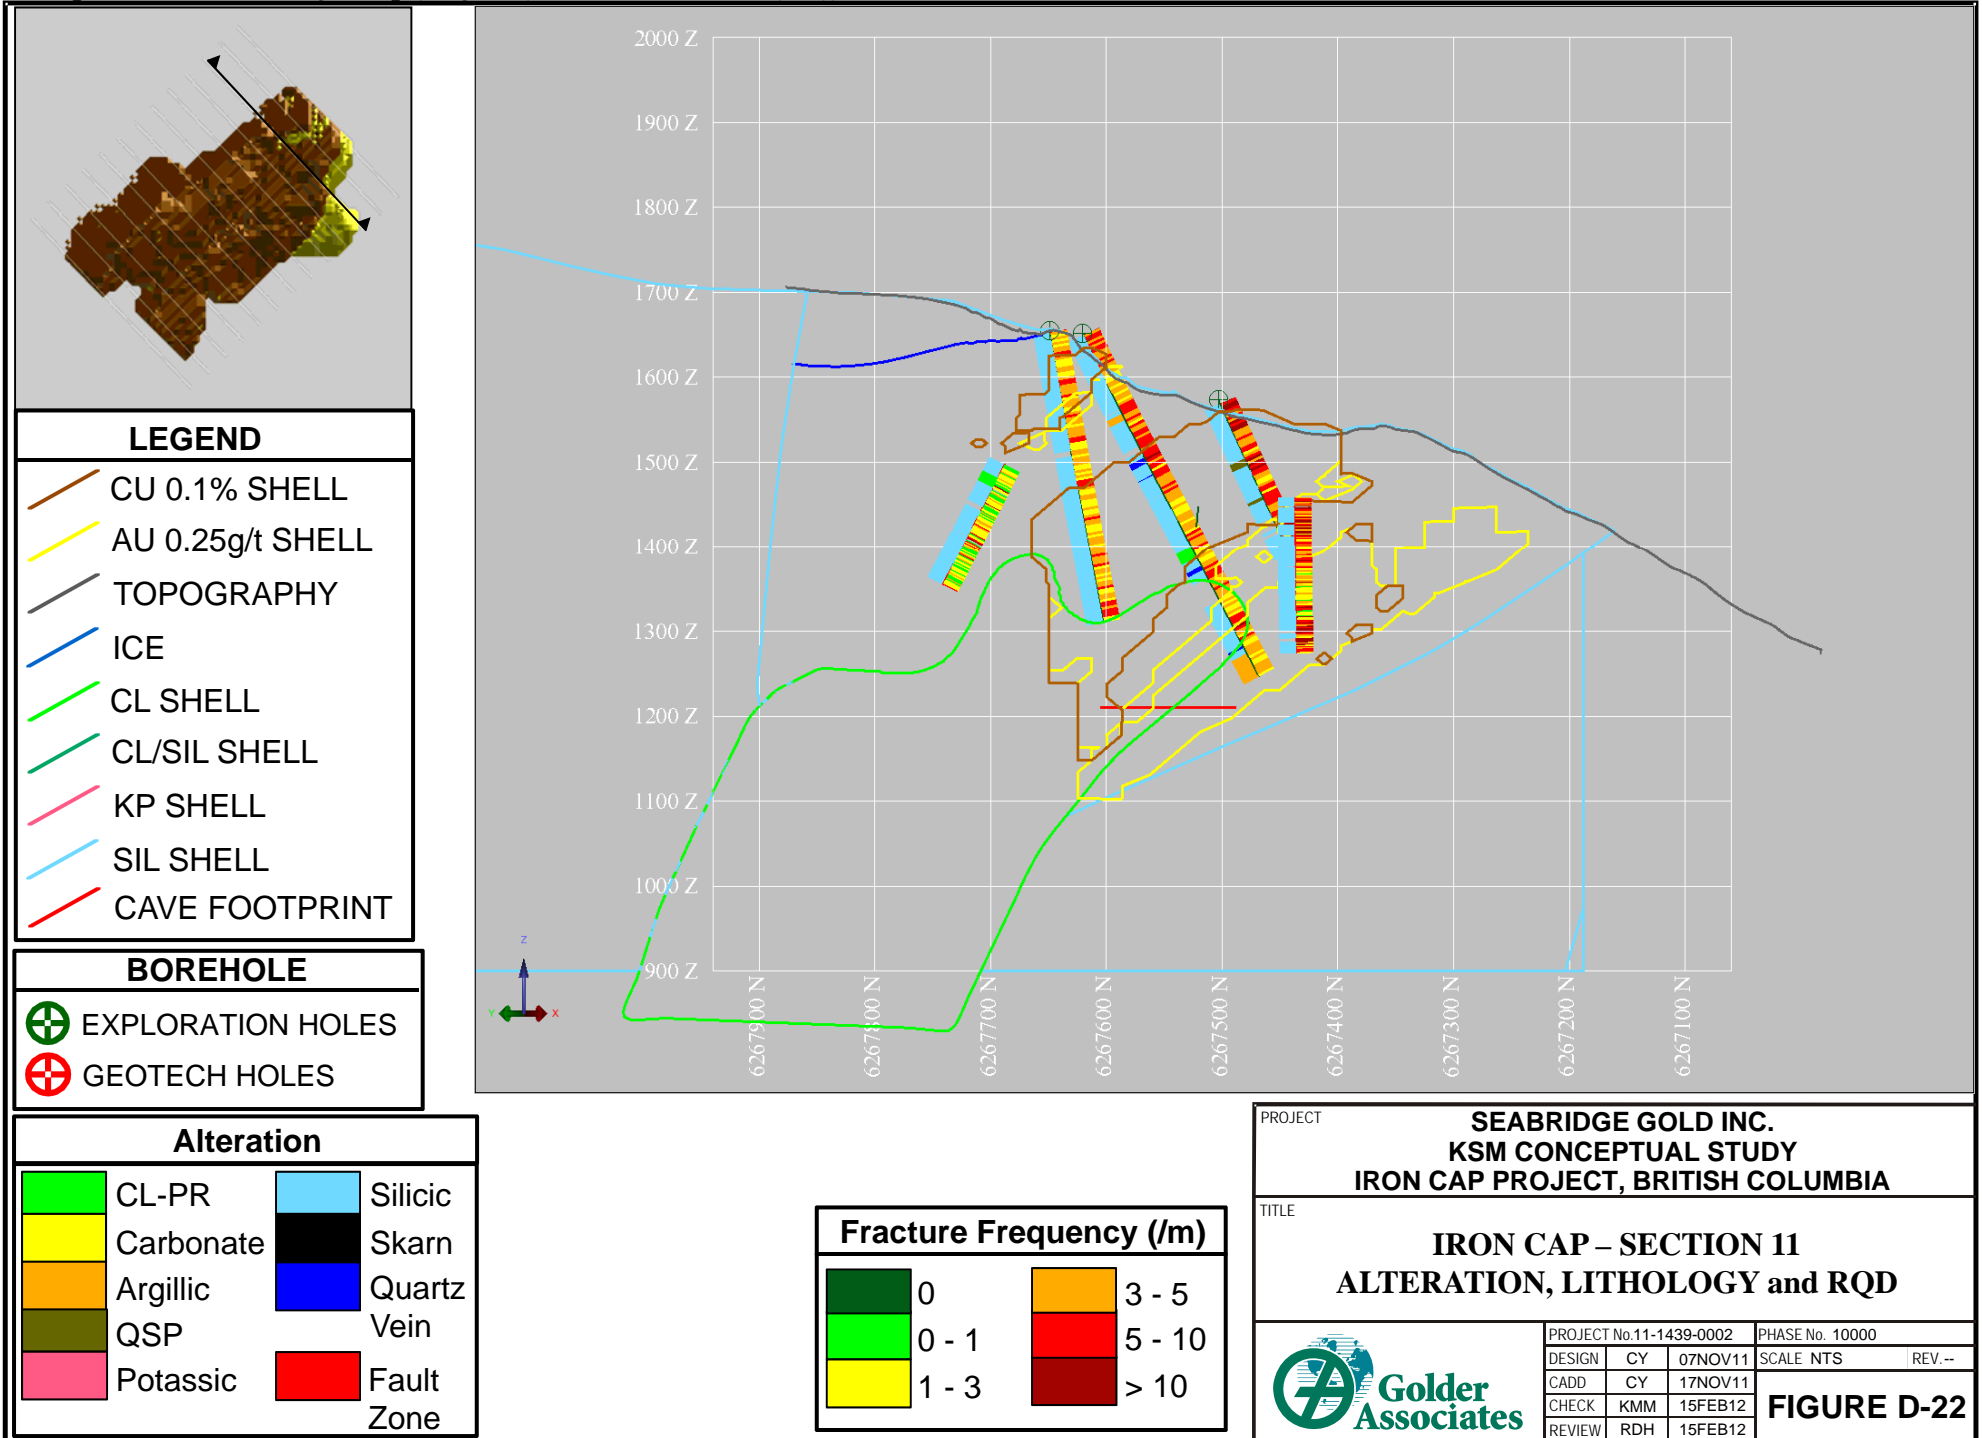 2000 Z
1900 Z
1800 Z
1700 Z
1600 Z
1500 Z
1400 Z
1300 Z
1200 Z
1100 Z
1000 Z
900 Z
6267900 N
6267800 N
6267700 N
6267600 N
6267500 N
6267400 N
6267300 N
6267200 N
6267100 N
Z
Y
X
LEGEND
CU 0.1% SHELL
AU 0.25g/t SHELL
TOPOGRAPHY
ICE
CL SHELL
CL/SIL SHELL
KP SHELL
SIL SHELL
CAVE FOOTPRINT
BOREHOLE
EXPLORATION HOLES
GEOTECH HOLES
Alteration
CL-PR
Carbonate
Argillic
QSP
Potassic
Silicic
Skarn
Quartz
Vein
Fault
Zone
Fracture Frequency (/m)
0
0 - 1
1 - 3
3 - 5
5 - 10
> 10
PROJECT
SEABRIDGE GOLD INC.
KSM CONCEPTUAL STUDY
IRON CAP PROJECT, BRITISH COLUMBIA
TITLE
IRON CAP – SECTION 11
ALTERATION, LITHOLOGY and RQD
Golder
Associates
PROJECT No.11-1439-0002 PHASE No. 10000
DESIGN CY 07NOV11 SCALE NTS REV.--
CADD CY 17NOV11
CHECK KMM 15FEB12
REVIEW RDH 15FEB12
FIGURE D-22